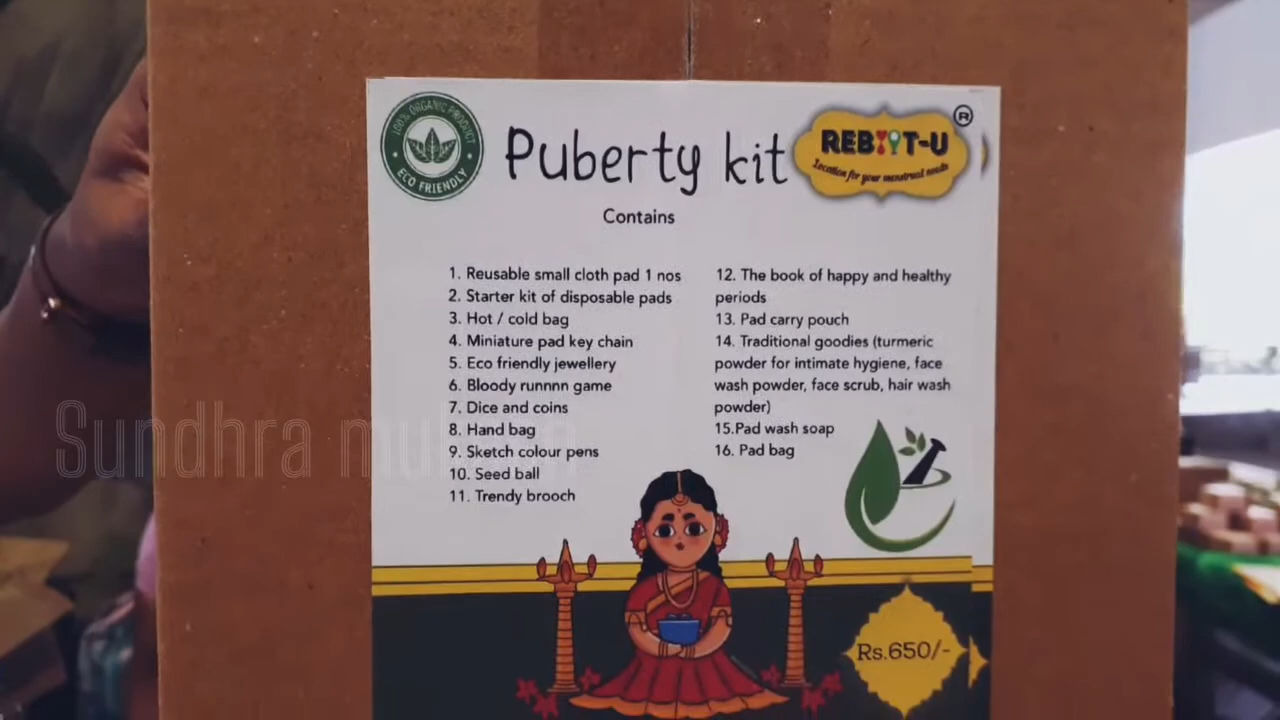 100% ORGANIC PRODUCT
ECO FRIENDLY
Puberty kit
REBOOT-U
®
Location for your menstrual needs
Contains
1. Reusable small cloth pad 1 nos
2. Starter kit of disposable pads
3. Hot / cold bag
4. Miniature pad key chain
5. Eco friendly jewellery
6. Bloody runnnn game
7. Dice and coins
8. Hand bag
9. Sketch colour pens
10. Seed ball
11. Trendy brooch
12. The book of happy and healthy
periods
13. Pad carry pouch
14. Traditional goodies (turmeric
powder for intimate hygiene, face
wash powder, face scrub, hair wash
powder)
15.Pad wash soap
16. Pad bag
Sundhra
Rs.650/-